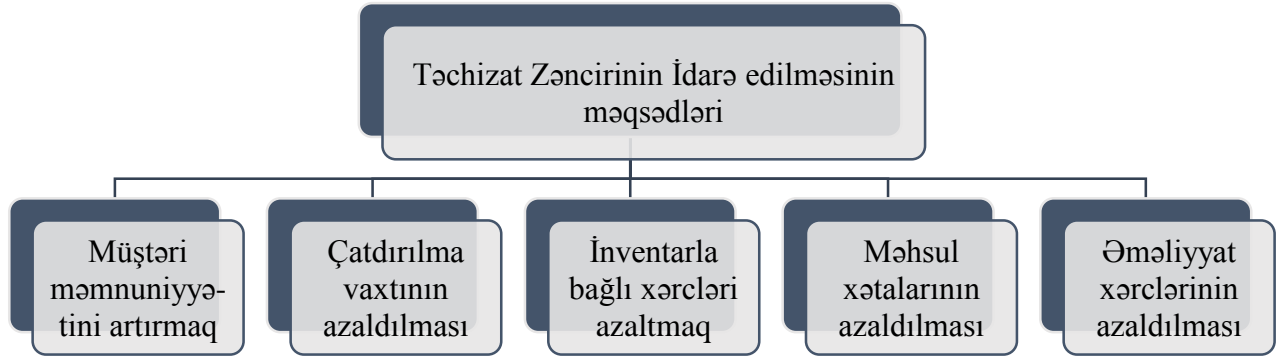 Təchizat Zəncirinin İdarə edilməsinin
məqsədləri
Müştəri
məmnuniyyə-
tini artırmaq
Çatdırılma
vaxtının
azaldılması
İnventarla
bağlı xərcləri
azaltmaq
Məhsul
xətalarının
azaldılması
Əməliyyat
xərclərinin
azaldılması